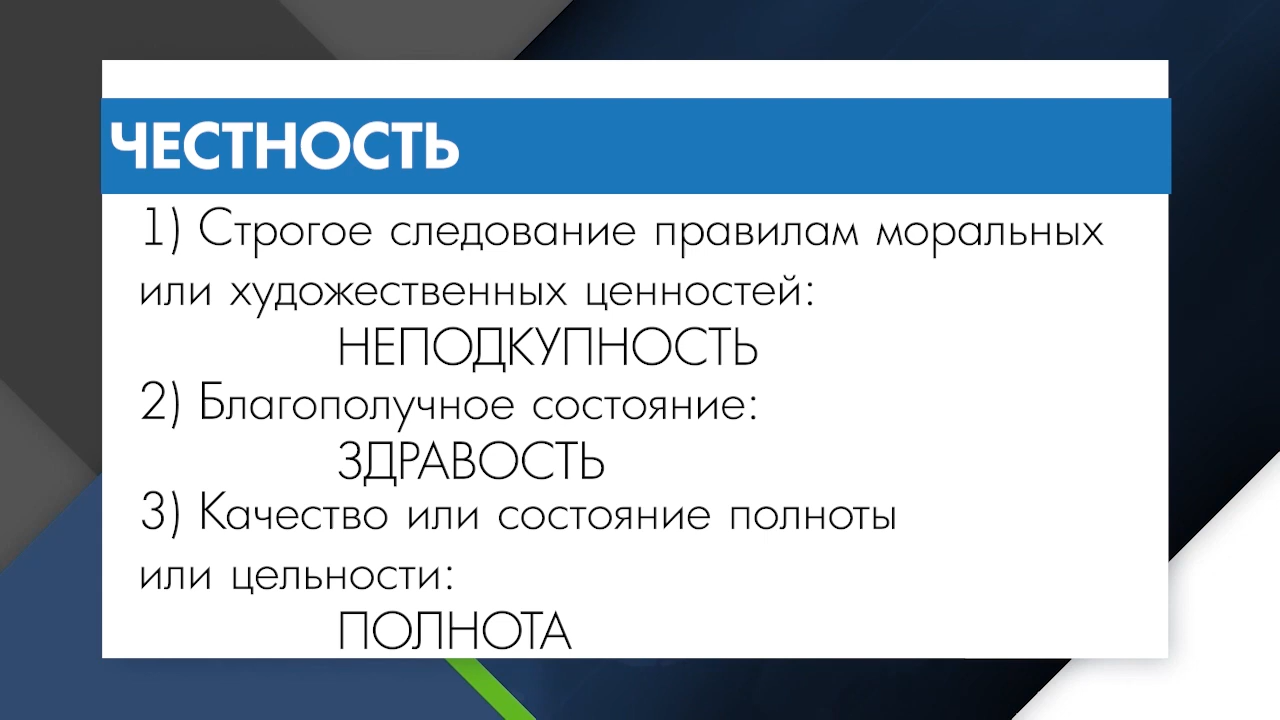 ЧЕСТНОСТЬ
1) Строгое следование правилам моральных
или художественных ценностей:
НЕПОДКУПНОСТЬ
2) Благополучное состояние:
ЗДРАВОСТЬ
3) Качество или состояние полноты
или цельности:
ПОЛНОТА